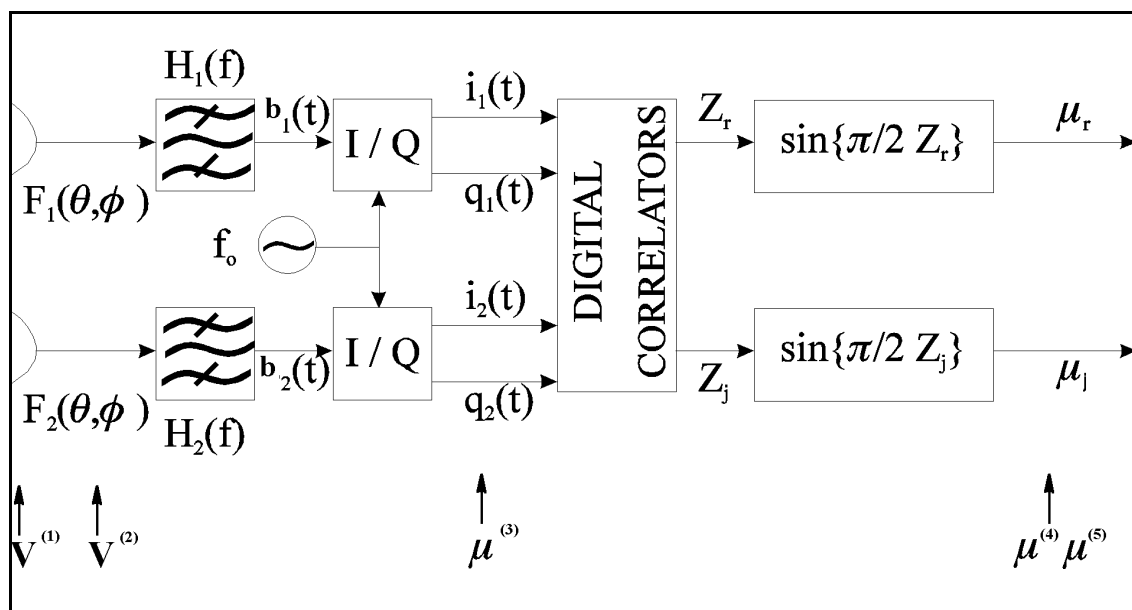 H₁(f)
b₁(t)
I / Q
i₁(t)
q₁(t)
F₁(θ,ϕ )
fₒ
DIGITAL
CORRELATORS
Zᵣ
sin{π/2 Zᵣ}
μᵣ
i₂(t)
b.₂(t)
I / Q
q₂(t)
F₂(θ,ϕ )
H₂(f)
Zⱼ
sin{π/2 Zⱼ}
μⱼ
V⁽¹⁾ V⁽²⁾ μ⁽³⁾ μ⁽⁴⁾ μ⁽⁵⁾